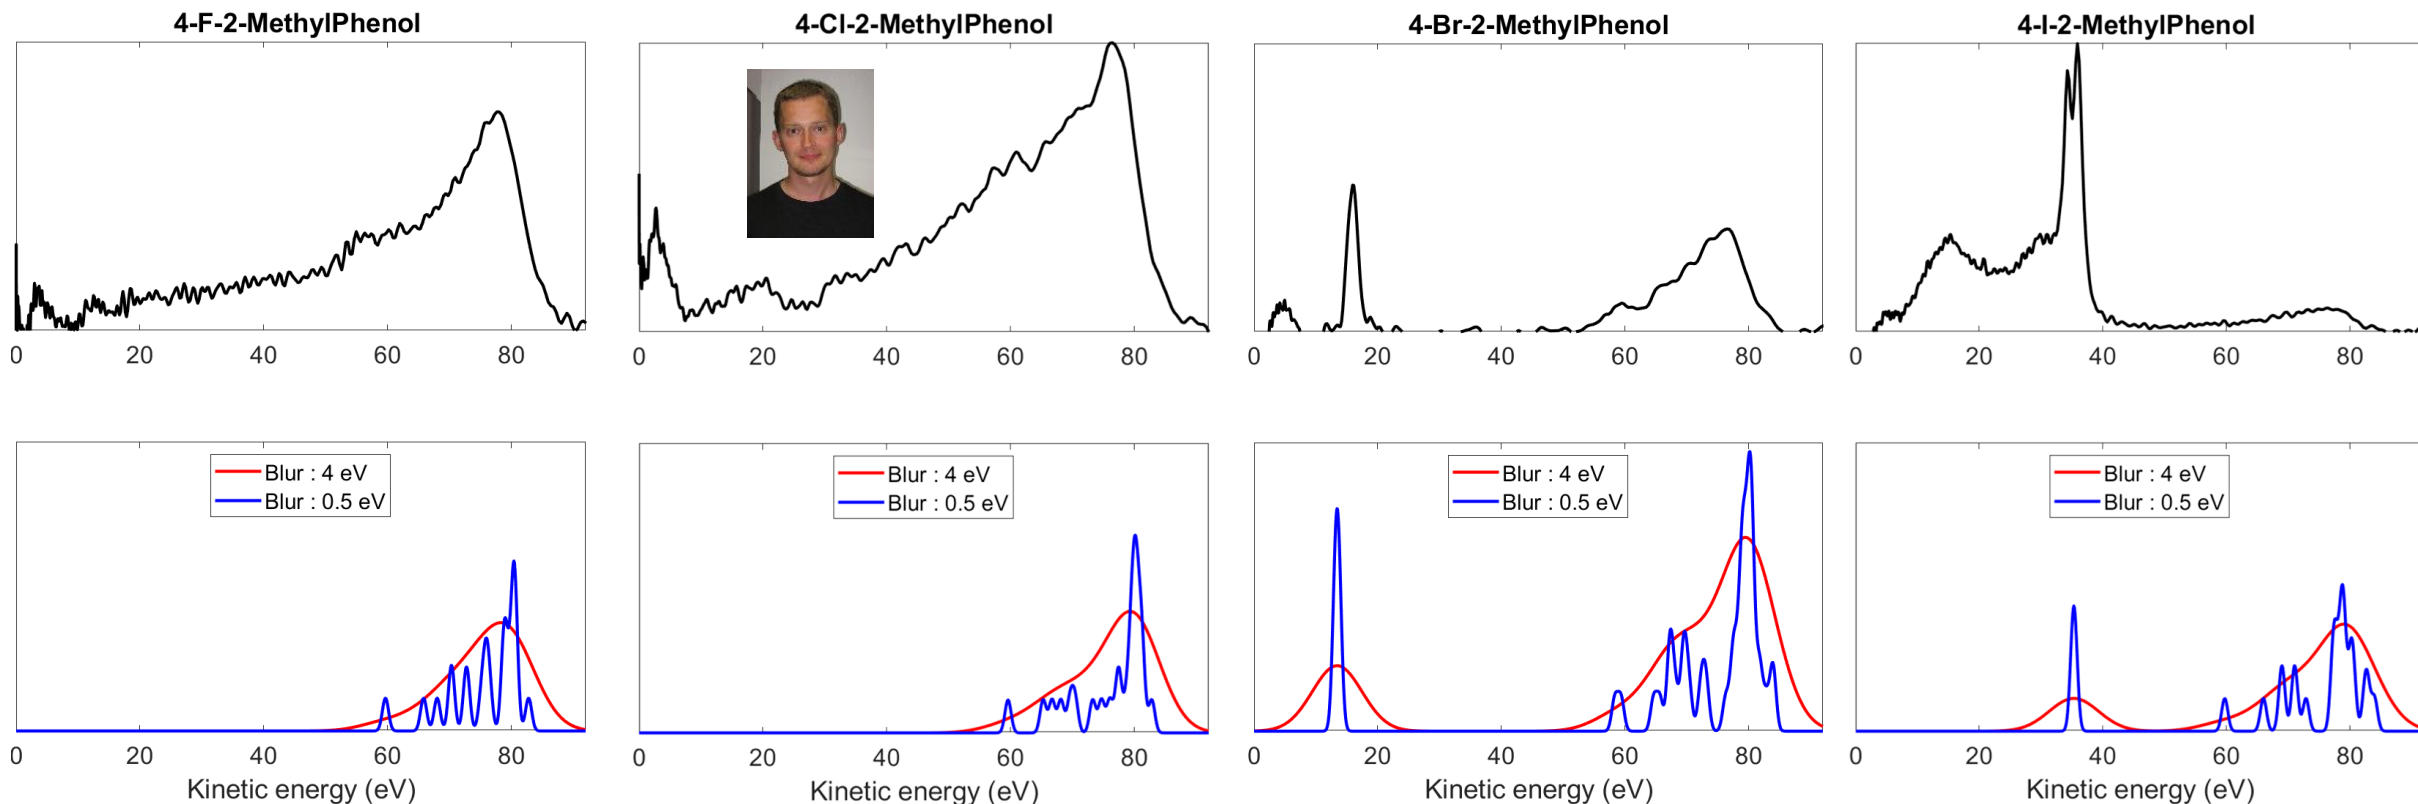 4-F-2-MethylPhenol
4-Cl-2-MethylPhenol
4-Br-2-MethylPhenol
4-I-2-MethylPhenol
0 20 40 60 80
0 20 40 60 80
0 20 40 60 80
0 20 40 60 80
Blur : 4 eV
Blur : 0.5 eV
Blur : 4 eV
Blur : 0.5 eV
Blur : 4 eV
Blur : 0.5 eV
Blur : 4 eV
Blur : 0.5 eV
0 20 40 60 80
0 20 40 60 80
0 20 40 60 80
0 20 40 60 80
Kinetic energy (eV)
Kinetic energy (eV)
Kinetic energy (eV)
Kinetic energy (eV)